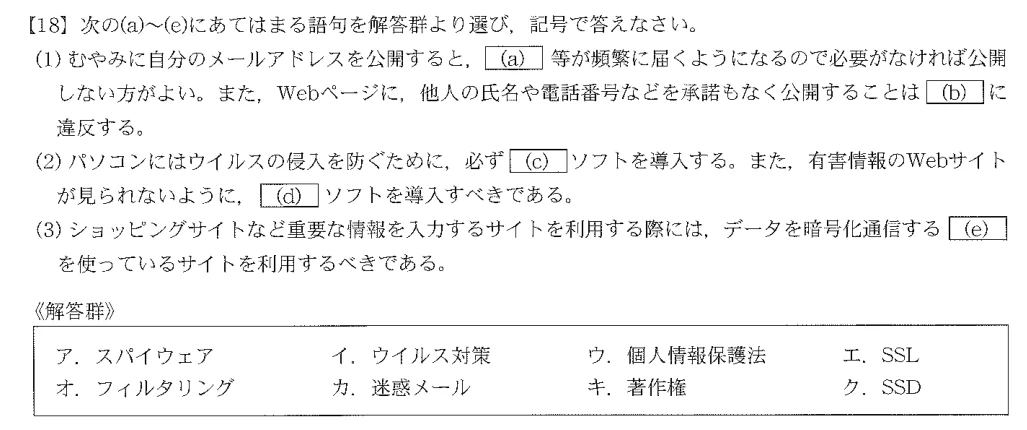 【18】次の(a)～(e)にあてはまる語句を解答群より選び，記号で答えなさい。
(1) むやみに自分のメールアドレスを公開すると， (a) 等が頻繁に届くようになるので必要がなければ公開
しない方がよい。また，Webページに，他人の氏名や電話番号などを承諾もなく公開することは (b) に
違反する。
(2) パソコンにはウイルスの侵入を防ぐために，必ず (c) ソフトを導入する。また，有害情報のWebサイト
が見られないように， (d) ソフトを導入すべきである。
(3) ショッピングサイトなど重要な情報を入力するサイトを利用する際には，データを暗号化通信する (e)
を使っているサイトを利用するべきである。
《解答群》
ア．スパイウェア イ．ウイルス対策 ウ．個人情報保護法 エ．SSL
オ．フィルタリング カ．迷惑メール キ．著作権 ク．SSD